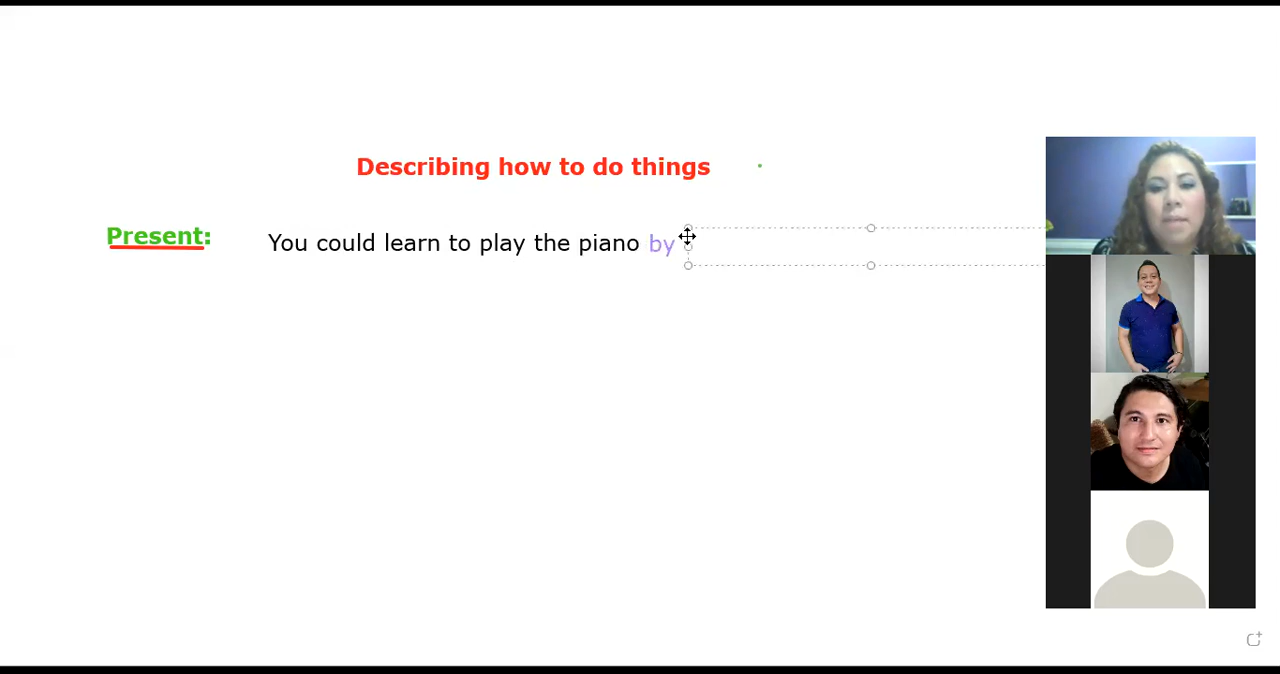 Describing how to do things
Present:
You could learn to play the piano by